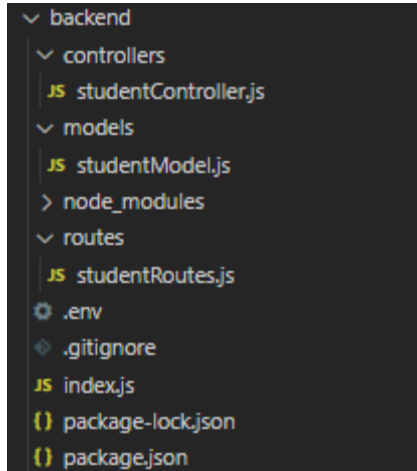 backend
controllers
JS studentController.js
models
JS studentModel.js
node_modules
routes
JS studentRoutes.js
.env
.gitignore
JS index.js
{} package-lock.json
{} package.json